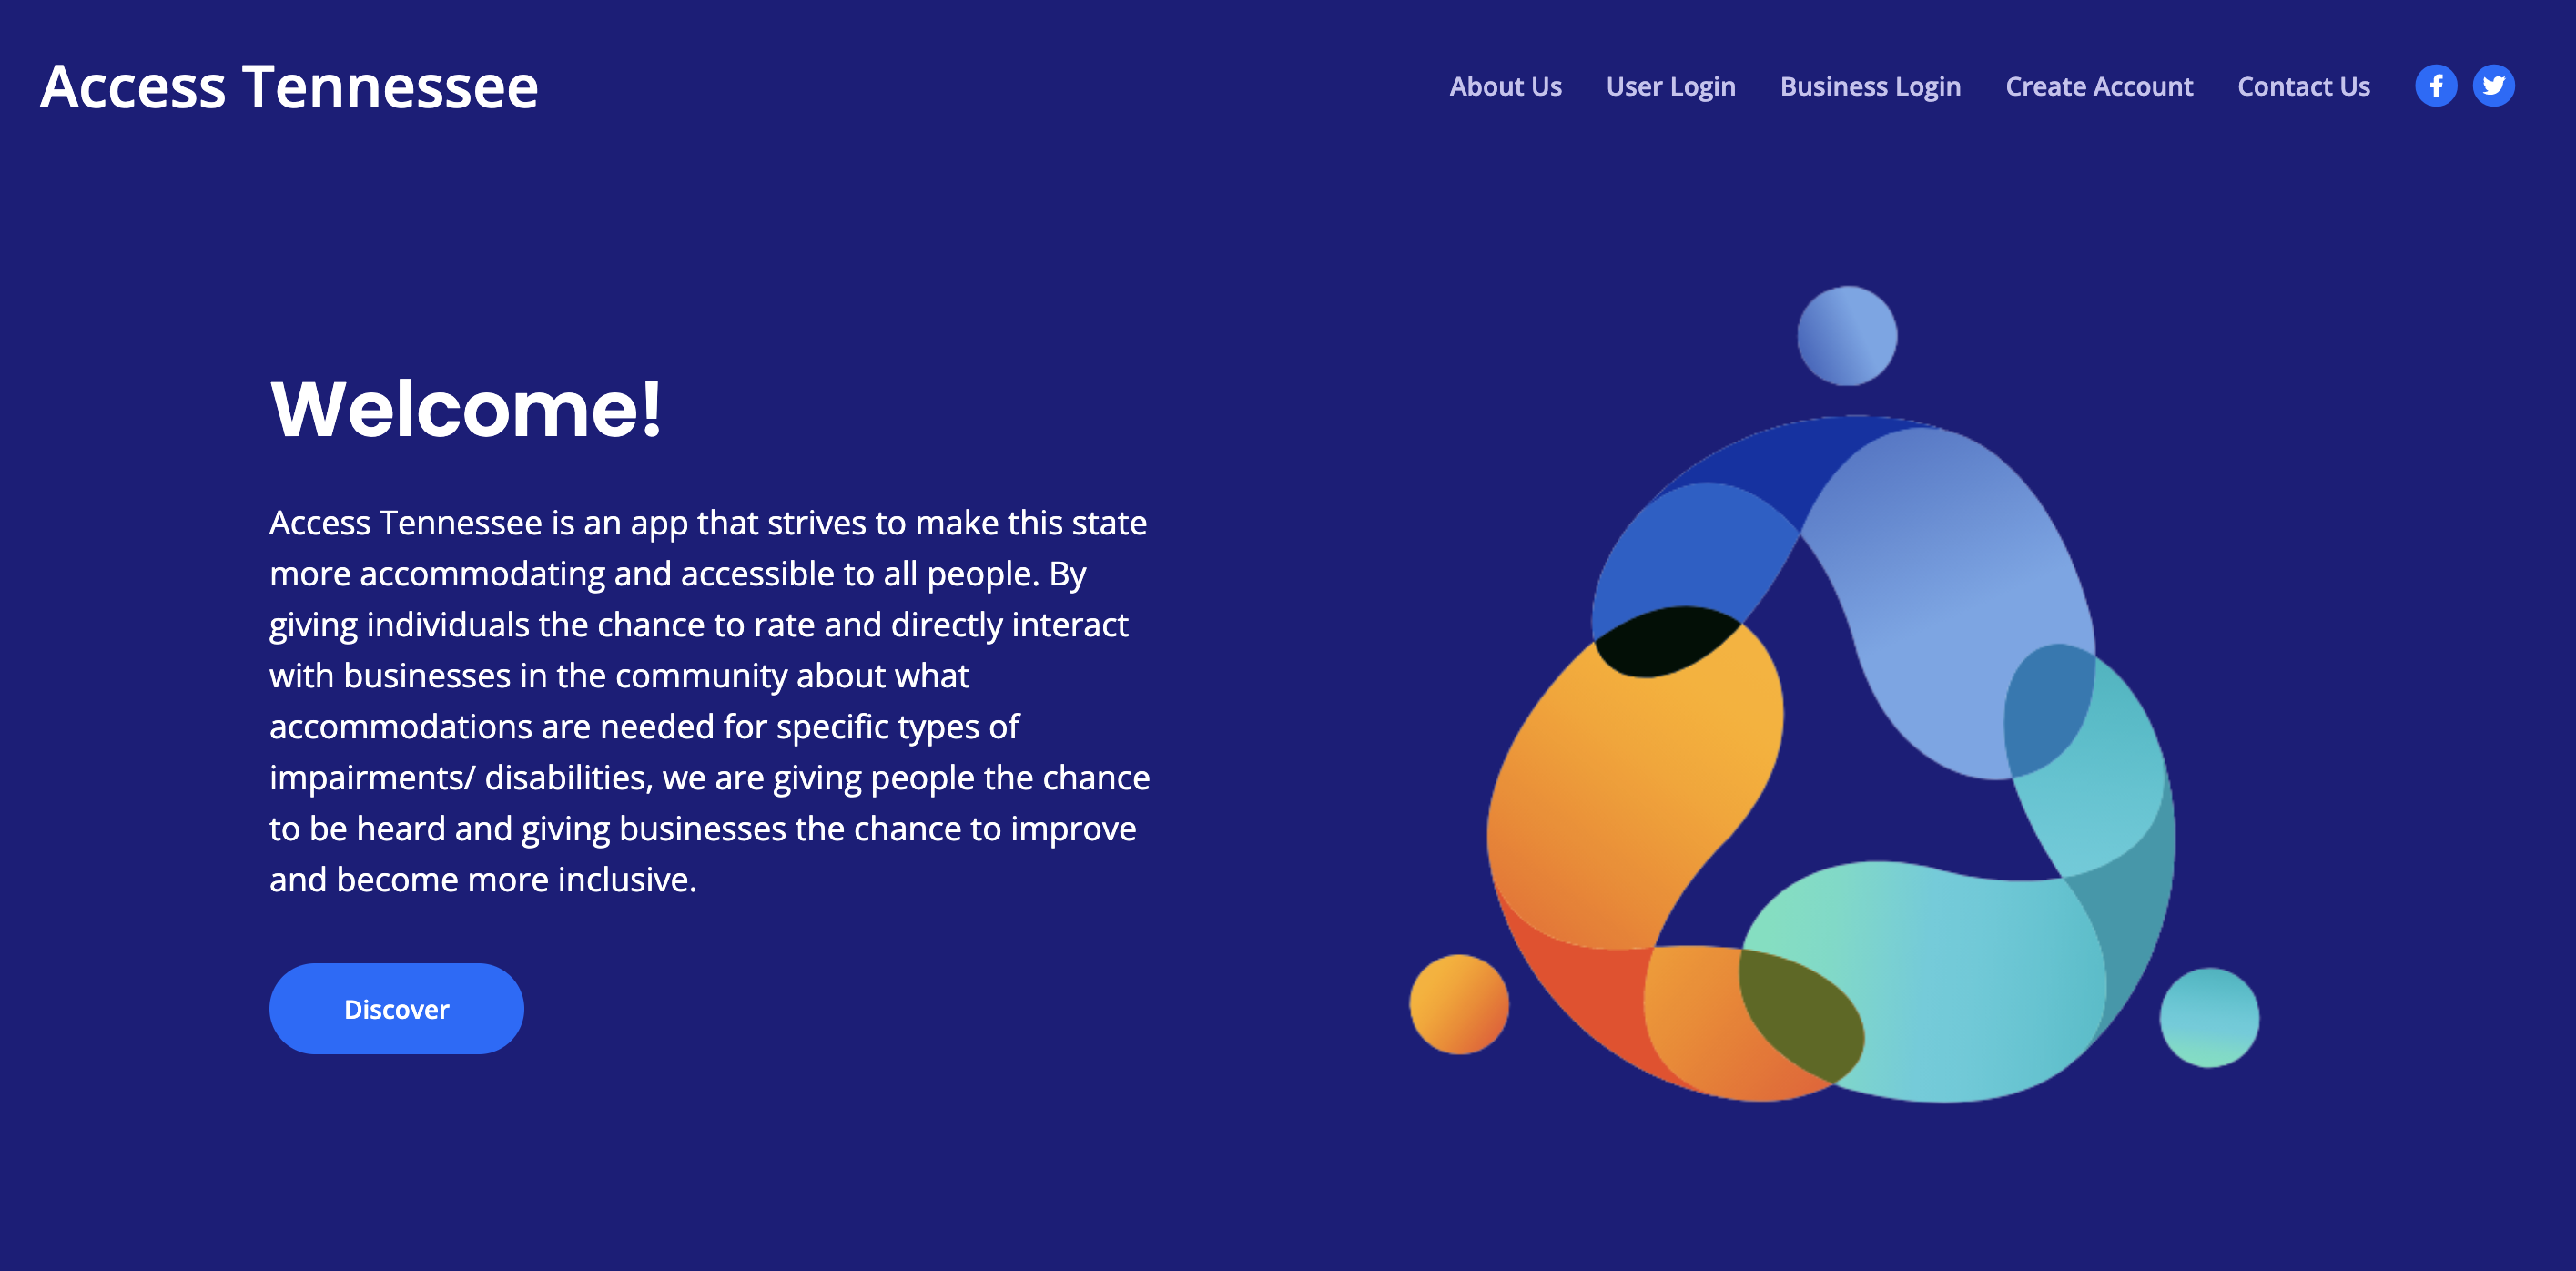 Access Tennessee
About Us
User Login
Business Login
Create Account
Contact Us
Welcome!
Access Tennessee is an app that strives to make this state
more accommodating and accessible to all people. By
giving individuals the chance to rate and directly interact
with businesses in the community about what
accommodations are needed for specific types of
impairments/ disabilities, we are giving people the chance
to be heard and giving businesses the chance to improve
and become more inclusive.
Discover